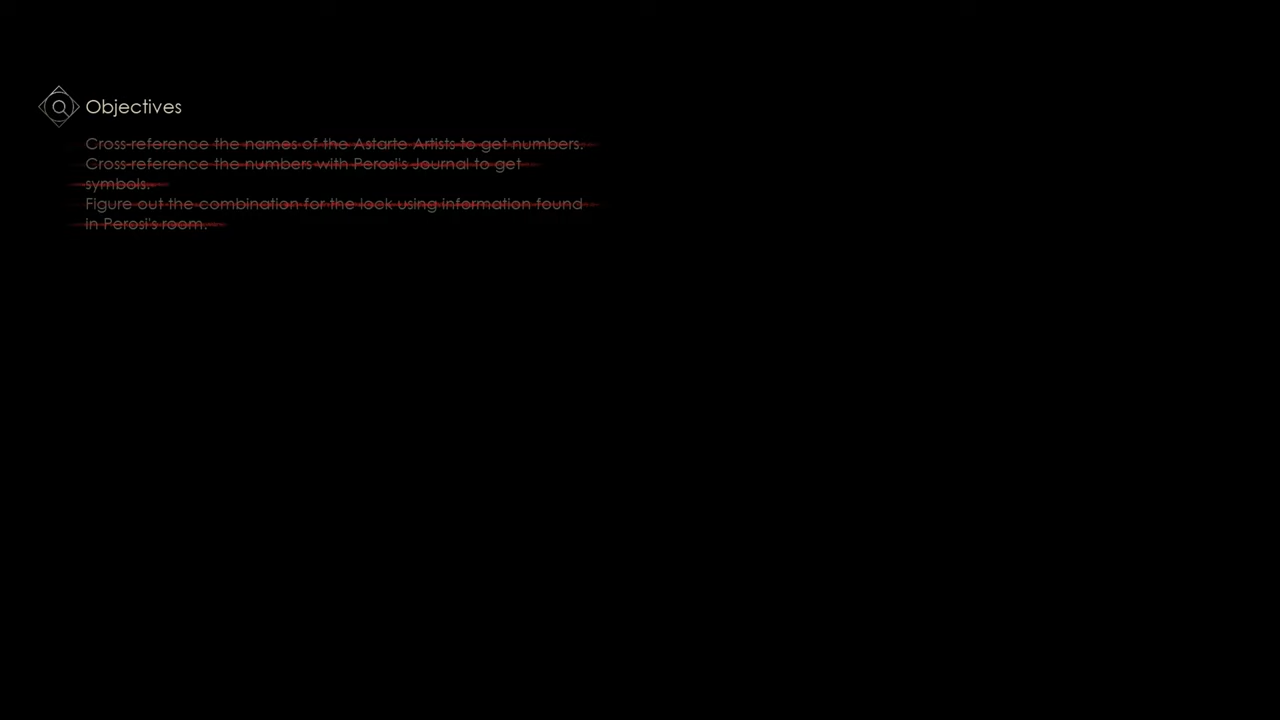 Objectives
Cross-reference the names of the Astarte Artists to get numbers.
Cross-reference the numbers with Perosi's Journal to get
symbols.
Figure out the combination for the lock using information found
in Perosi's room.